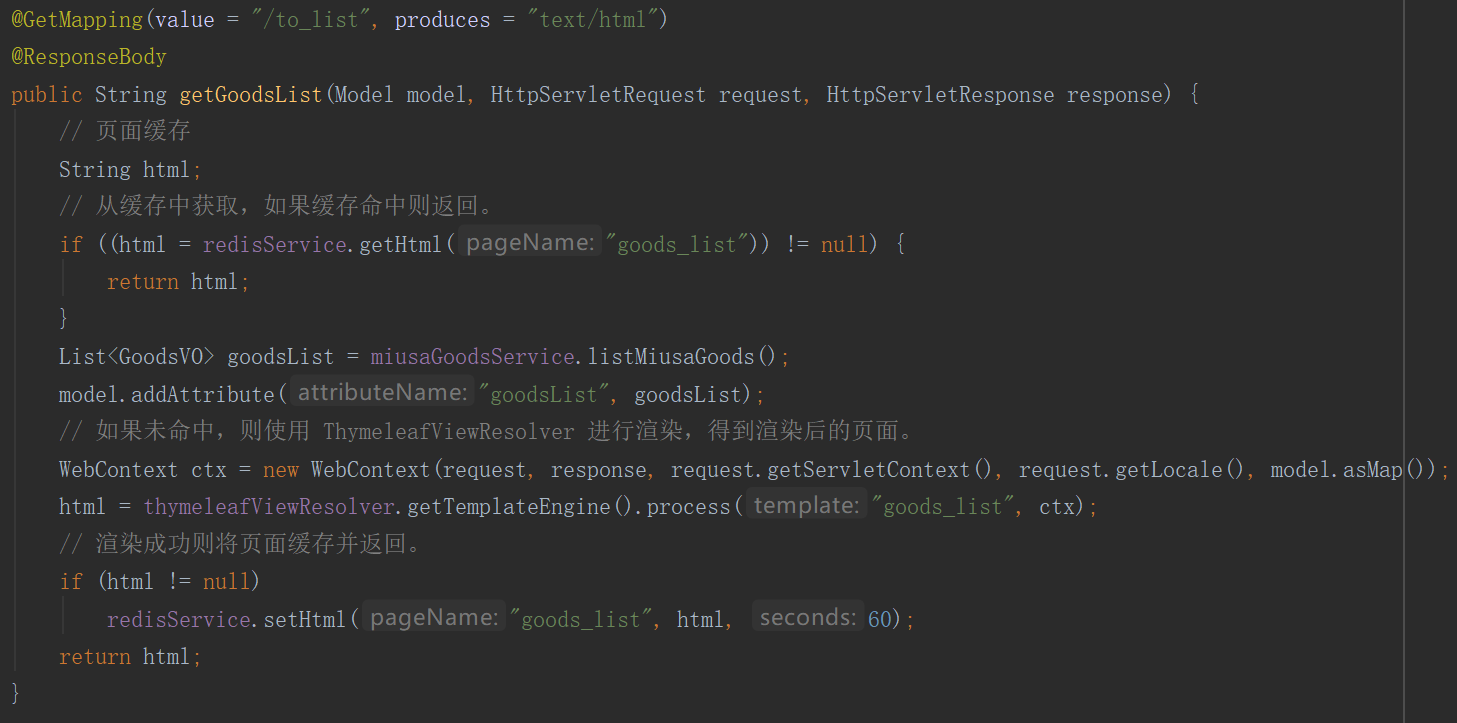 @GetMapping(value = "/to_list", produces = "text/html")
@ResponseBody
public String getGoodsList(Model model, HttpServletRequest request, HttpServletResponse response) {
// 页面缓存
String html;
// 从缓存中获取，如果缓存命中则返回。
if ((html = redisService.getHtml( pageName: "goods_list")) != null) {
return html;
}
List<GoodsVO> goodsList = miusaGoodsService.listMiusaGoods();
model.addAttribute( attributeName: "goodsList", goodsList);
// 如果未命中，则使用 ThymeleafViewResolver 进行渲染，得到渲染后的页面。
WebContext ctx = new WebContext(request, response, request.getServletContext(), request.getLocale(), model.asMap());
html = thymeleafViewResolver.getTemplateEngine().process( template: "goods_list", ctx);
// 渲染成功则将页面缓存并返回。
if (html != null)
redisService.setHtml( pageName: "goods_list", html, seconds: 60);
return html;
}